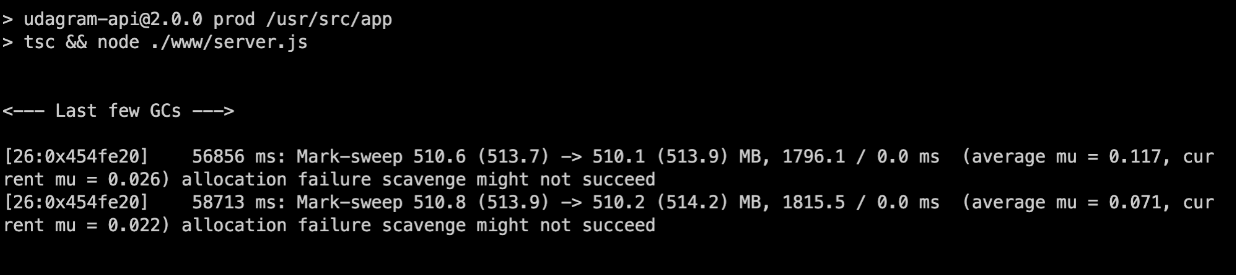 > udagram-api@2.0.0 prod /usr/src/app
> tsc && node ./www/server.js
<--- Last few GCs --->
[26:0x454fe20]    56856 ms: Mark-sweep 510.6 (513.7) -> 510.1 (513.9) MB, 1796.1 / 0.0 ms  (average mu = 0.117, cur
rent mu = 0.026) allocation failure scavenge might not succeed
[26:0x454fe20]    58713 ms: Mark-sweep 510.8 (513.9) -> 510.2 (514.2) MB, 1815.5 / 0.0 ms  (average mu = 0.071, cur
rent mu = 0.022) allocation failure scavenge might not succeed